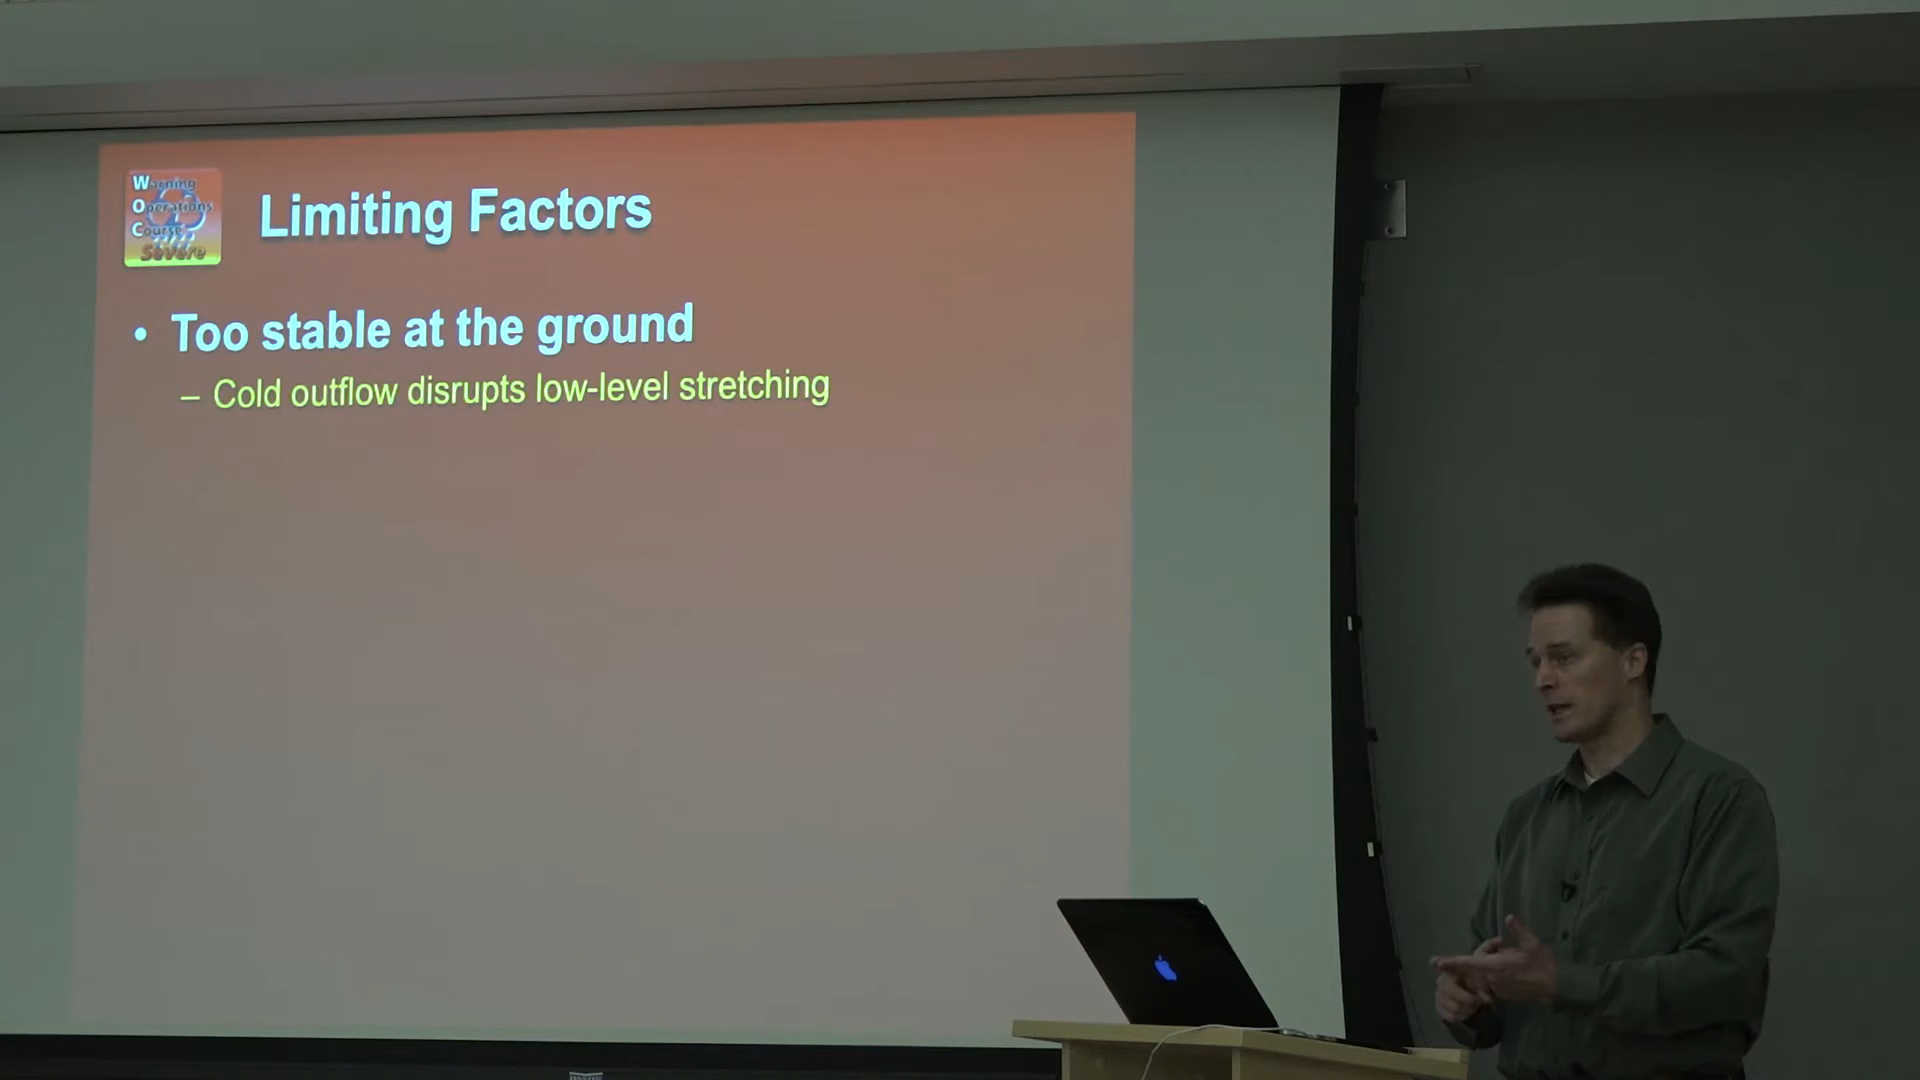 Warning
Operations
Course
Severe
Limiting Factors
• Too stable at the ground
– Cold outflow disrupts low-level stretching